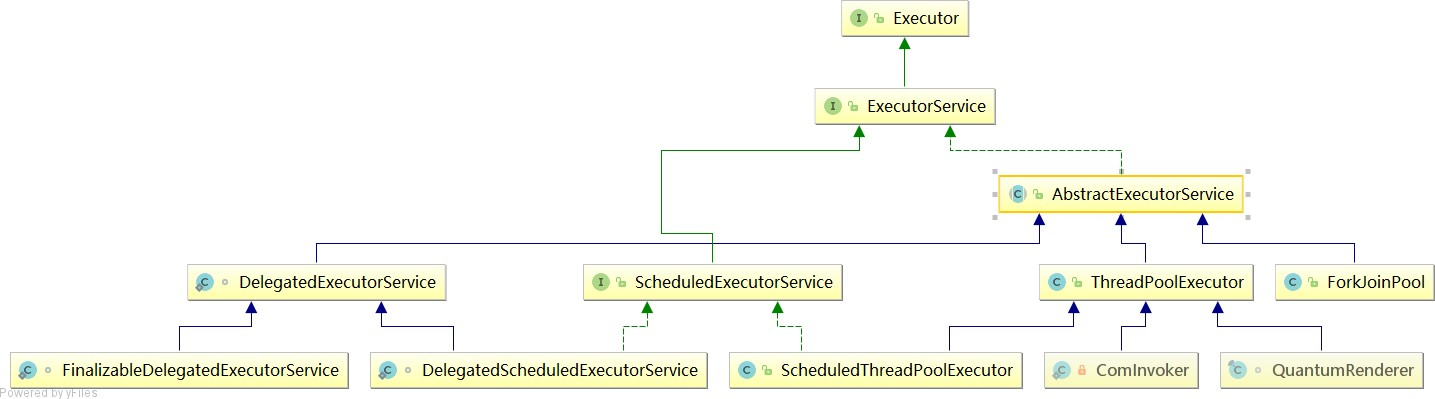 Executor
ExecutorService
AbstractExecutorService
DelegatedExecutorService
ScheduledExecutorService
ThreadPoolExecutor
ForkJoinPool
FinalizableDelegatedExecutorService
DelegatedScheduledExecutorService
ScheduledThreadPoolExecutor
ComInvoker
QuantumRenderer
Powered by yFiles